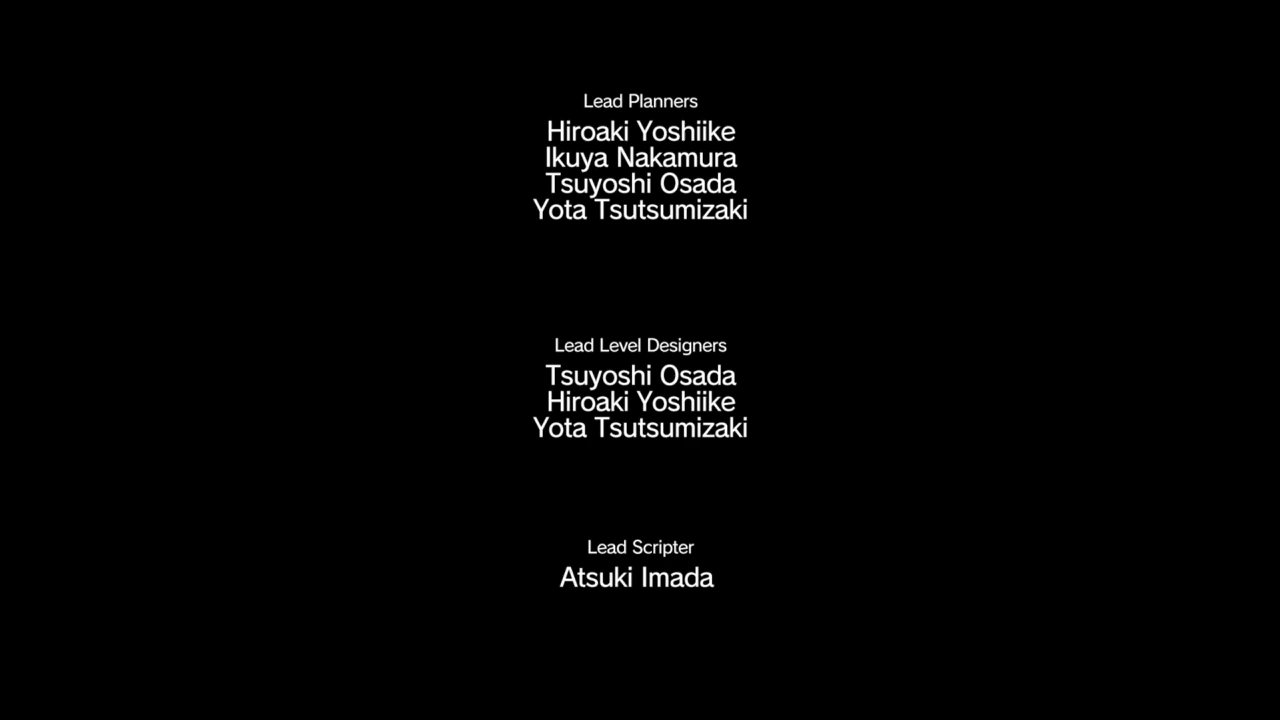 Lead Planners
Hiroaki Yoshiike
Ikuya Nakamura
Tsuyoshi Osada
Yota Tsutsumizaki
Lead Level Designers
Tsuyoshi Osada
Hiroaki Yoshiike
Yota Tsutsumizaki
Lead Scripter
Atsuki Imada